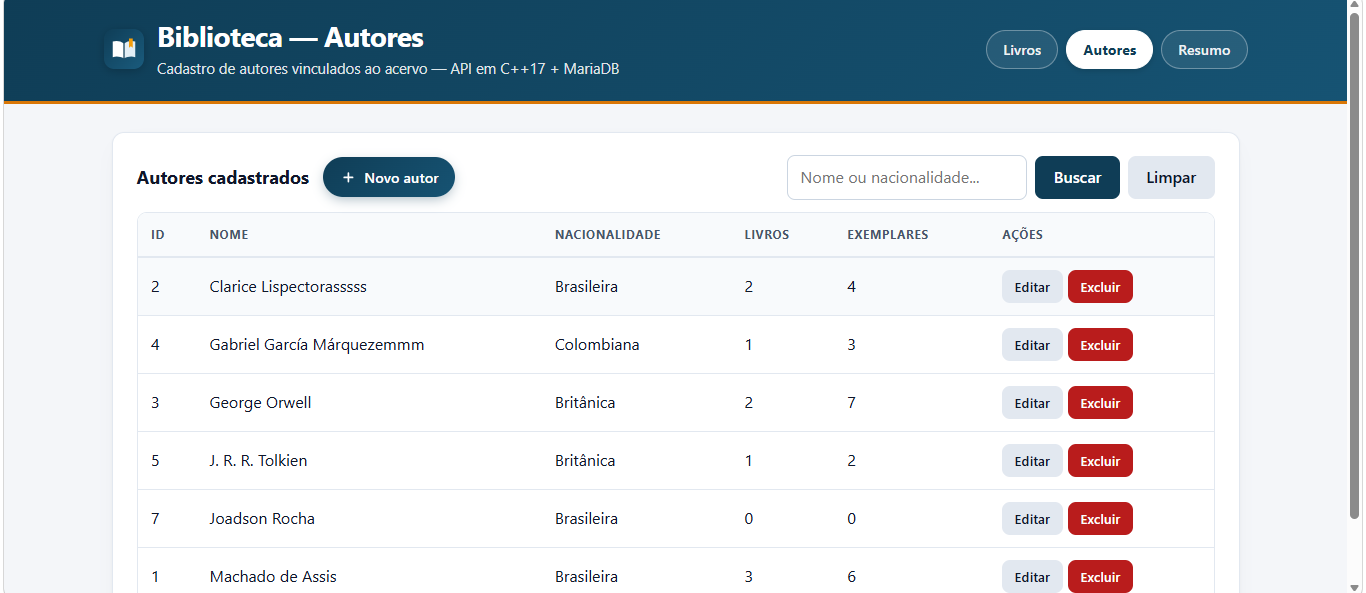 Biblioteca — Autores
Cadastro de autores vinculados ao acervo — API em C++17 + MariaDB
Livros Autores Resumo
Autores cadastrados + Novo autor Nome ou nacionalidade... Buscar Limpar
ID NOME NACIONALIDADE LIVROS EXEMPLARES AÇÕES
2 Clarice Lispectorasssss Brasileira 2 4 Editar Excluir
4 Gabriel García Márquezemmm Colombiana 1 3 Editar Excluir
3 George Orwell Britânica 2 7 Editar Excluir
5 J. R. R. Tolkien Britânica 1 2 Editar Excluir
7 Joadson Rocha Brasileira 0 0 Editar Excluir
1 Machado de Assis Brasileira 3 6 Editar Excluir